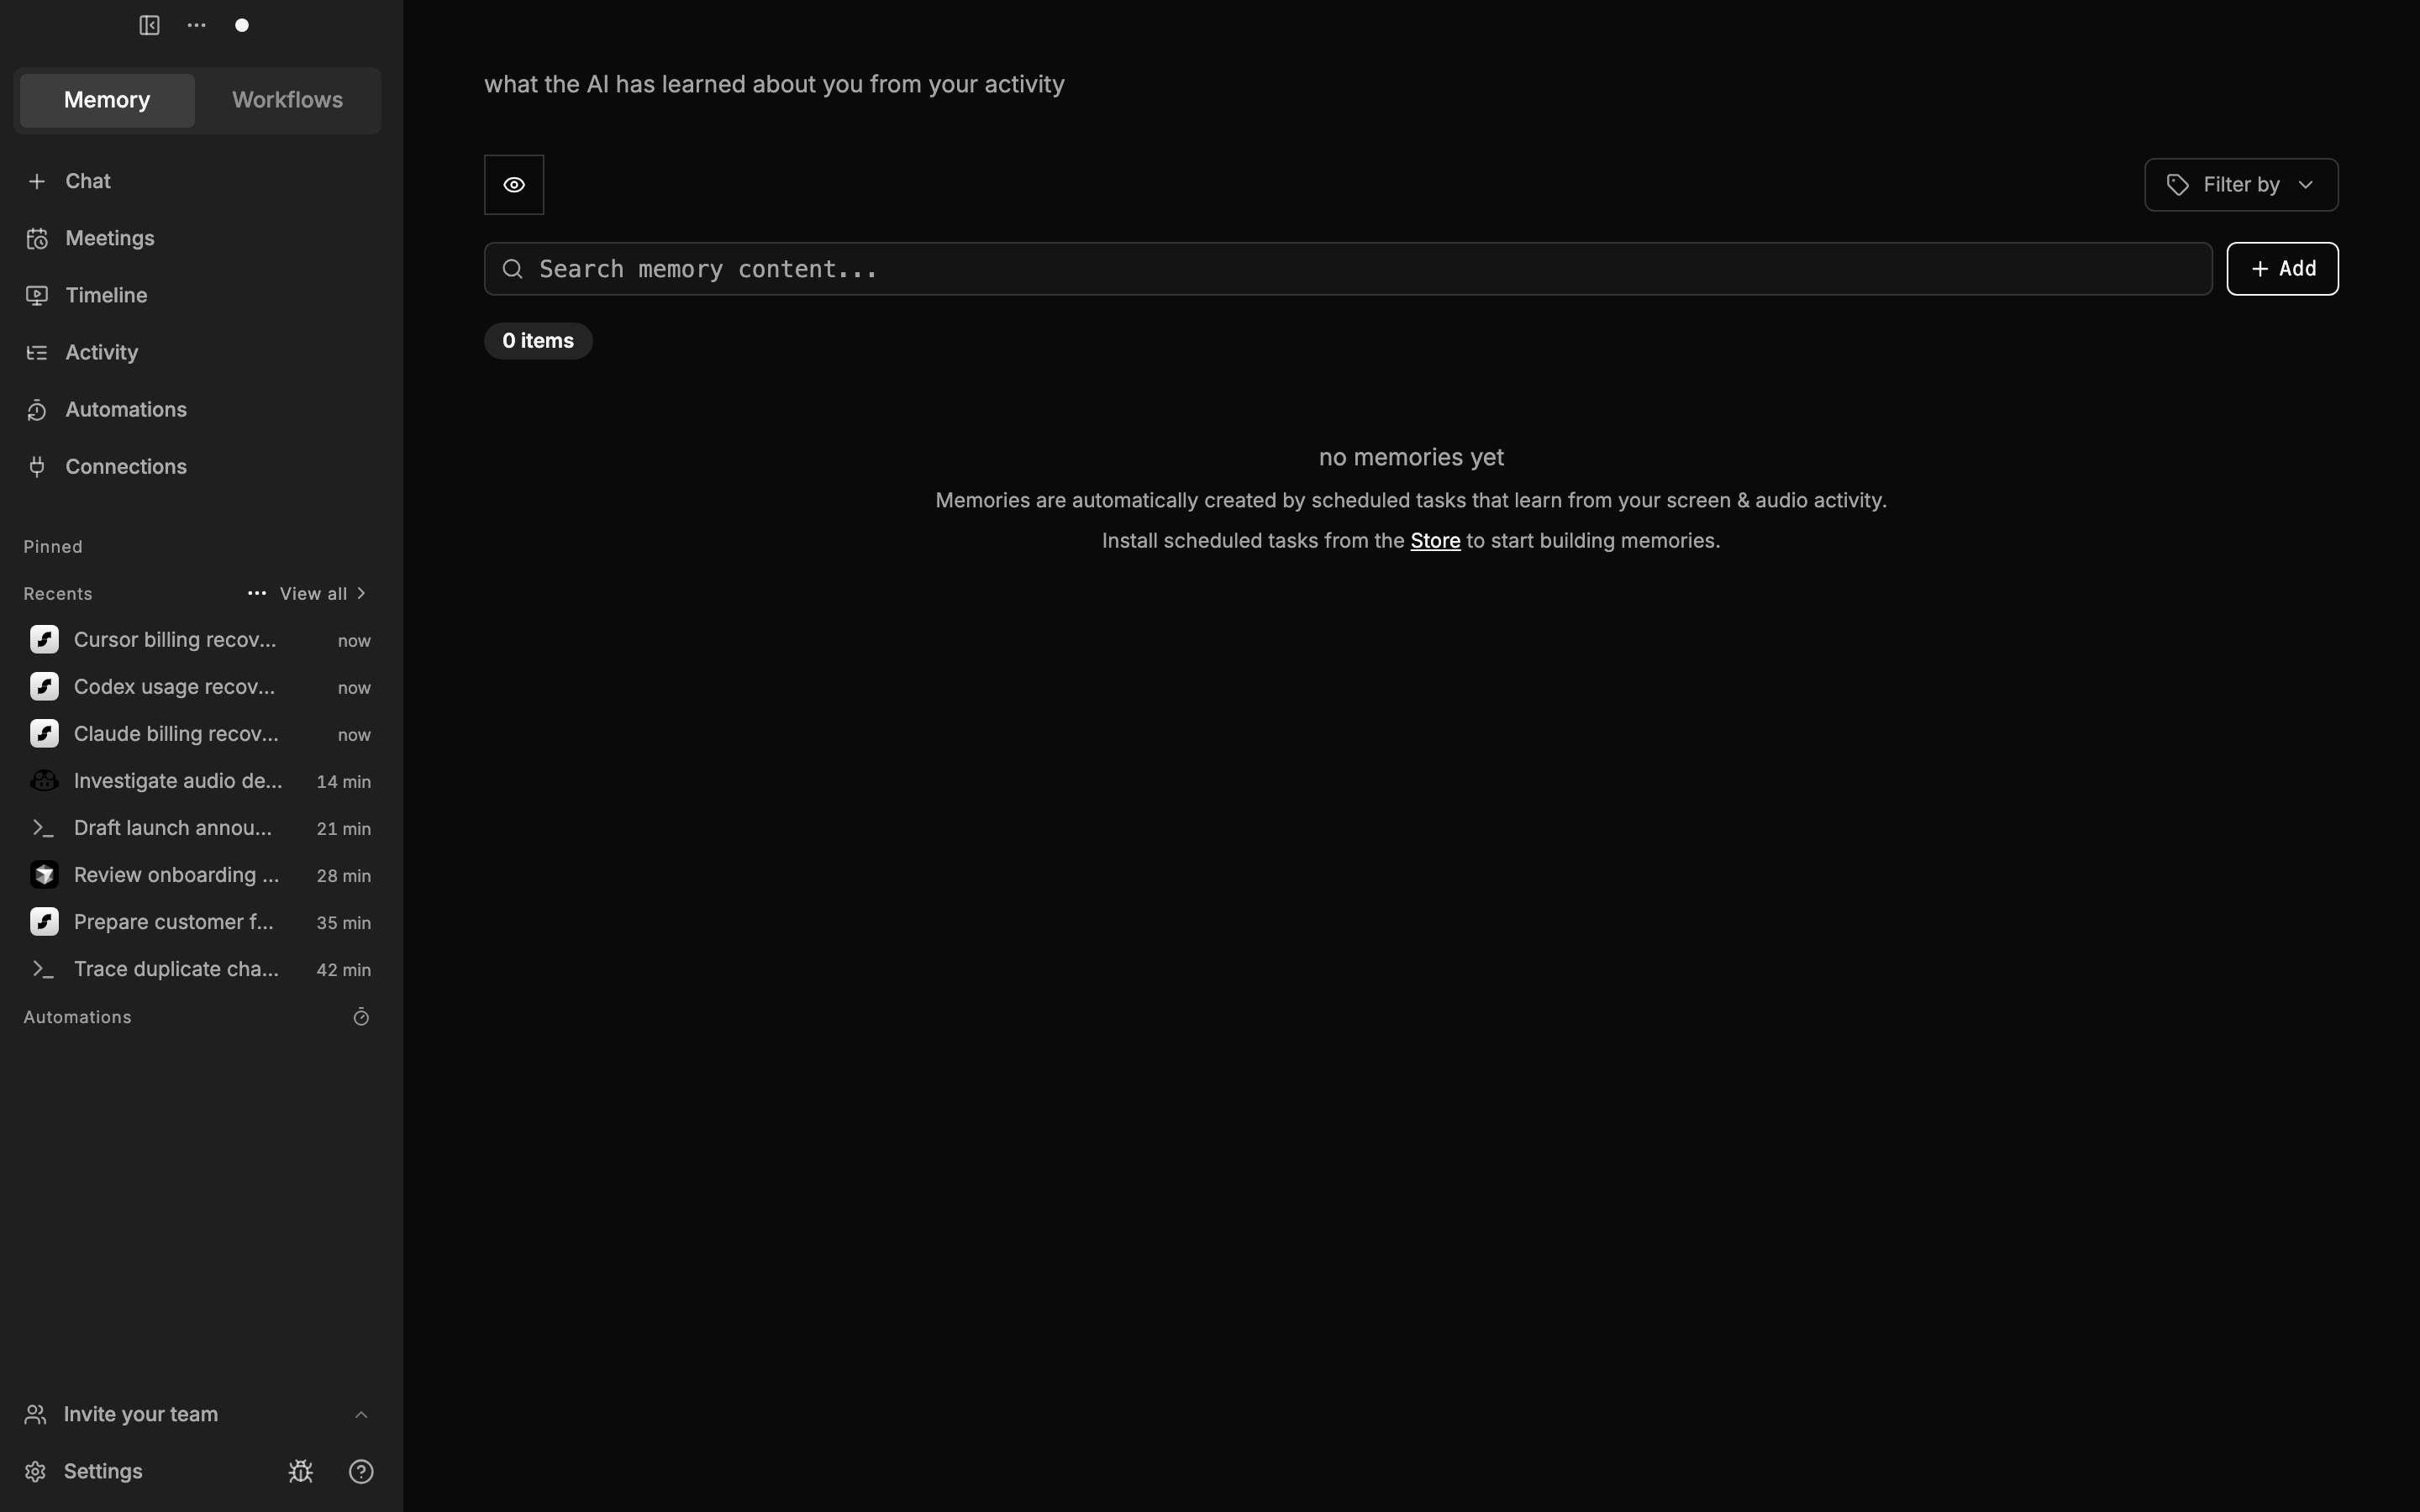 Memory
Workflows
Chat
Meetings
Timeline
Activity
Automations
Connections
Pinned
Recents
View all
Cursor billing recov... now
Codex usage recov... now
Claude billing recov... now
Investigate audio de... 14 min
Draft launch annou... 21 min
Review onboarding ... 28 min
Prepare customer f... 35 min
Trace duplicate cha... 42 min
Automations
Invite your team
Settings
what the AI has learned about you from your activity
Filter by
Search memory content...
Add
0 items
no memories yet
Memories are automatically created by scheduled tasks that learn from your screen & audio activity.
Install scheduled tasks from the Store to start building memories.